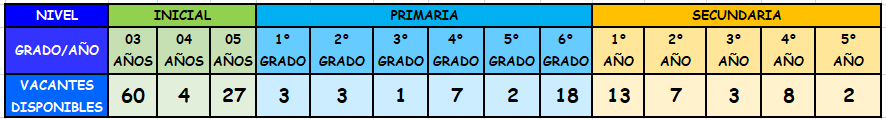 NIVEL INICIAL PRIMARIA SECUNDARIA
GRADO/AÑO 03 AÑOS 04 AÑOS 05 AÑOS 1° GRADO 2° GRADO 3° GRADO 4° GRADO 5° GRADO 6° GRADO 1° AÑO 2° AÑO 3° AÑO 4° AÑO 5° AÑO
VACANTES DISPONIBLES 60 4 27 3 3 1 7 2 18 13 7 3 8 2